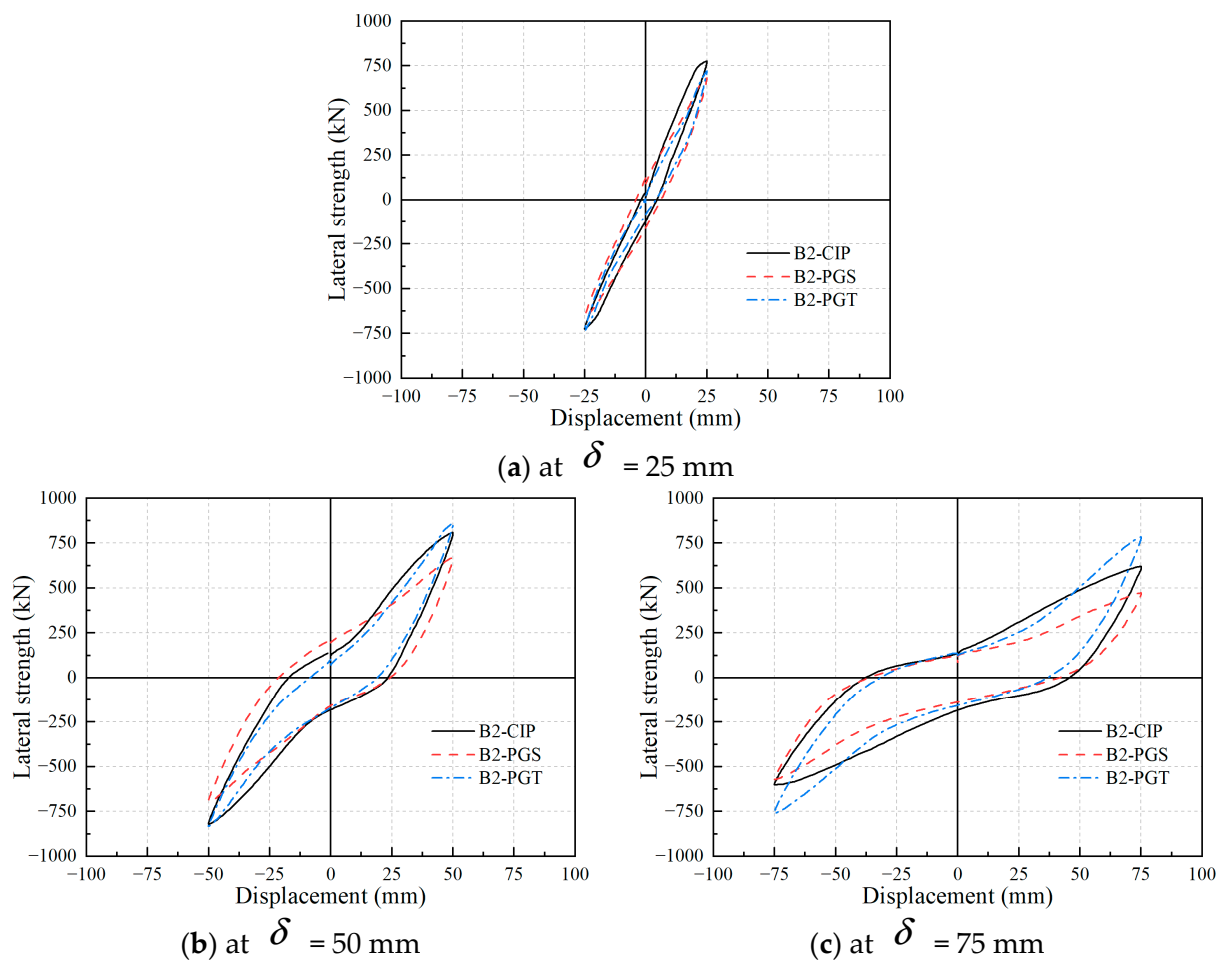 1000
750
500
250
0
−250
−500
−750
−1000
Lateral strength (kN)
B2-CIP
B2-PGS
B2-PGT
−100 −75 −50 −25 0 25 50 75 100
Displacement (mm)
(a) at δ = 25 mm
1000
750
500
250
0
−250
−500
−750
−1000
Lateral strength (kN)
B2-CIP
B2-PGS
B2-PGT
−100 −75 −50 −25 0 25 50 75 100
Displacement (mm)
(b) at δ = 50 mm
1000
750
500
250
0
−250
−500
−750
−1000
Lateral strength (kN)
B2-CIP
B2-PGS
B2-PGT
−100 −75 −50 −25 0 25 50 75 100
Displacement (mm)
(c) at δ = 75 mm